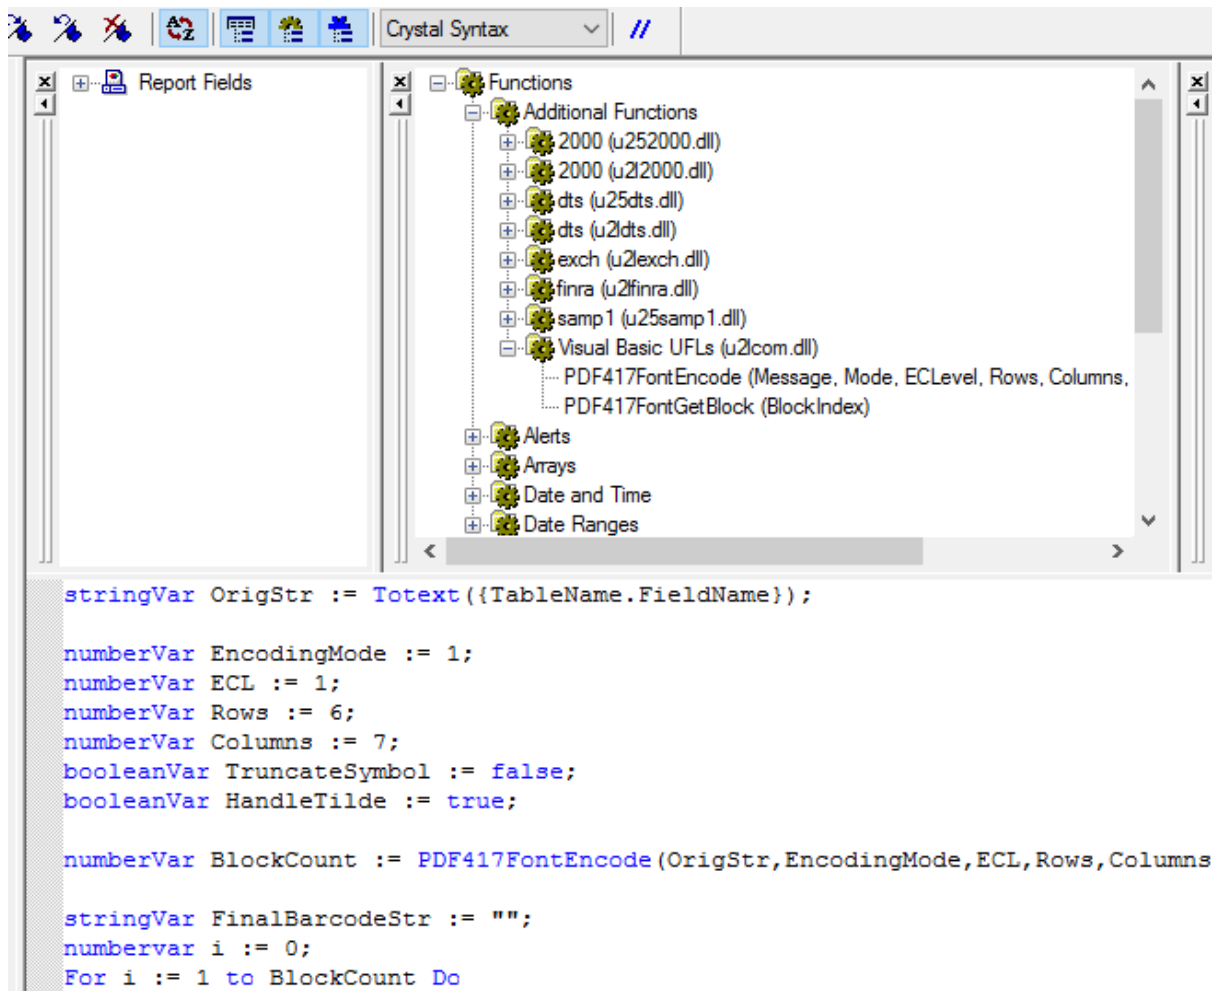 Crystal Syntax //
Report Fields
Functions
Additional Functions
2000 (u252000.dll)
2000 (u2l2000.dll)
dts (u25dts.dll)
dts (u2ldts.dll)
exch (u2lexch.dll)
finra (u2lfinra.dll)
samp1 (u25samp1.dll)
Visual Basic UFLs (u2lcom.dll)
PDF417FontEncode (Message, Mode, ECLevel, Rows, Columns,
PDF417FontGetBlock (BlockIndex)
Alerts
Arrays
Date and Time
Date Ranges
stringVar OrigStr := Totext({TableName.FieldName});
numberVar EncodingMode := 1;
numberVar ECL := 1;
numberVar Rows := 6;
numberVar Columns := 7;
booleanVar TruncateSymbol := false;
booleanVar HandleTilde := true;
numberVar BlockCount := PDF417FontEncode(OrigStr,EncodingMode,ECL,Rows,Columns
stringVar FinalBarcodeStr := "";
numbervar i := 0;
For i := 1 to BlockCount Do